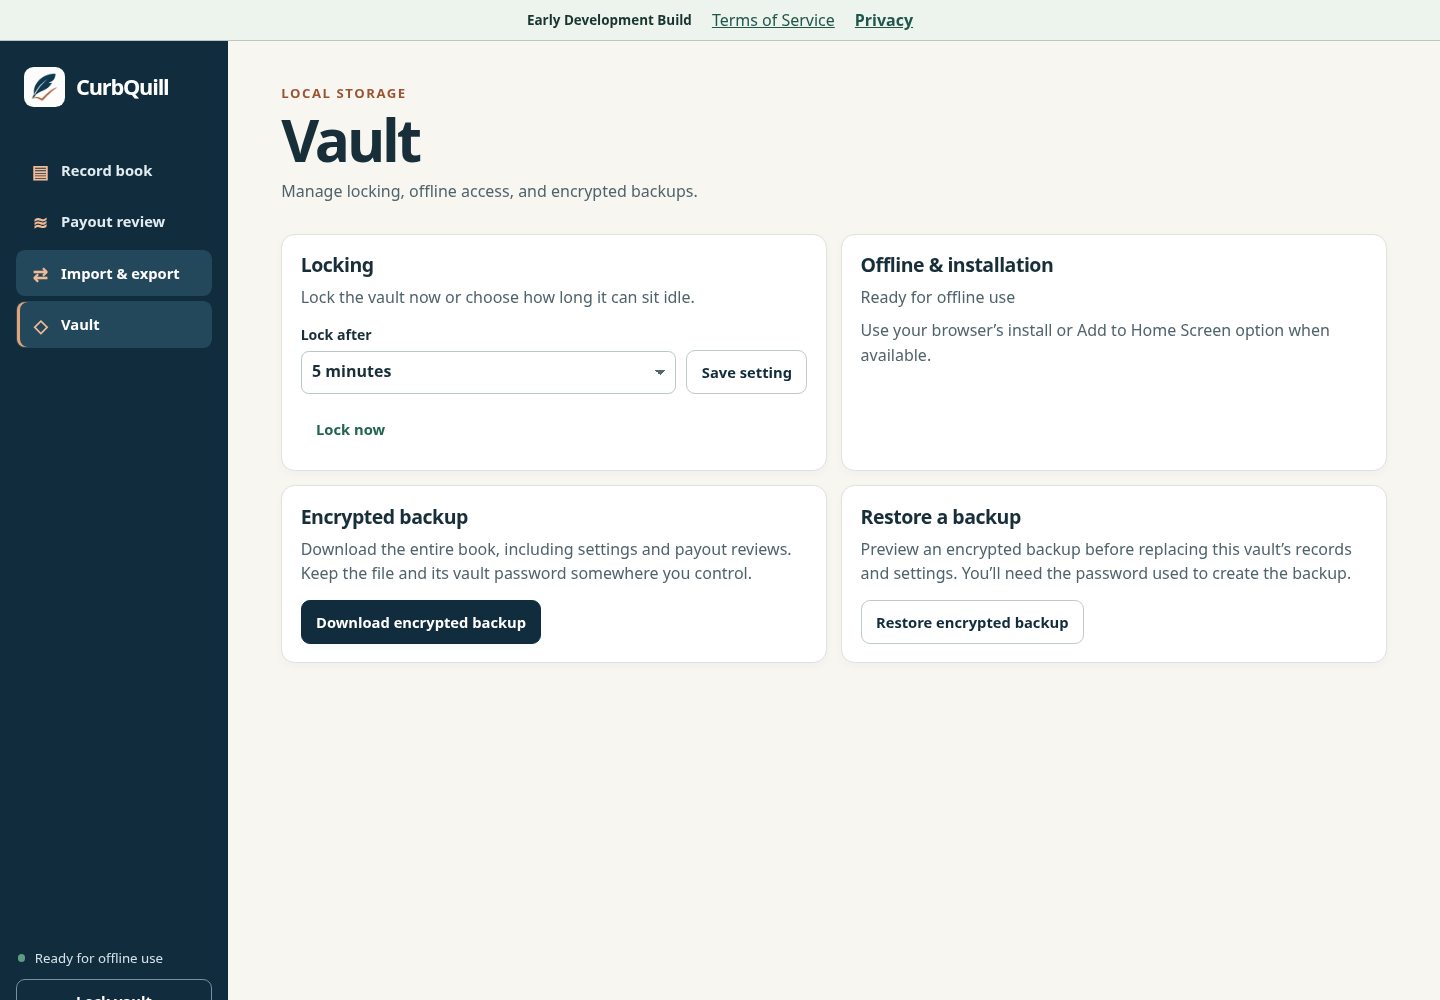 Early Development Build Terms of Service Privacy
CurbQuill
Record book
Payout review
Import & export
Vault
LOCAL STORAGE
Vault
Manage locking, offline access, and encrypted backups.
Locking
Lock the vault now or choose how long it can sit idle.
Lock after
5 minutes
Save setting
Lock now
Offline & installation
Ready for offline use
Use your browser’s install or Add to Home Screen option when
available.
Encrypted backup
Download the entire book, including settings and payout reviews.
Keep the file and its vault password somewhere you control.
Download encrypted backup
Restore a backup
Preview an encrypted backup before replacing this vault’s records
and settings. You’ll need the password used to create the backup.
Restore encrypted backup
Ready for offline use
Lock vault